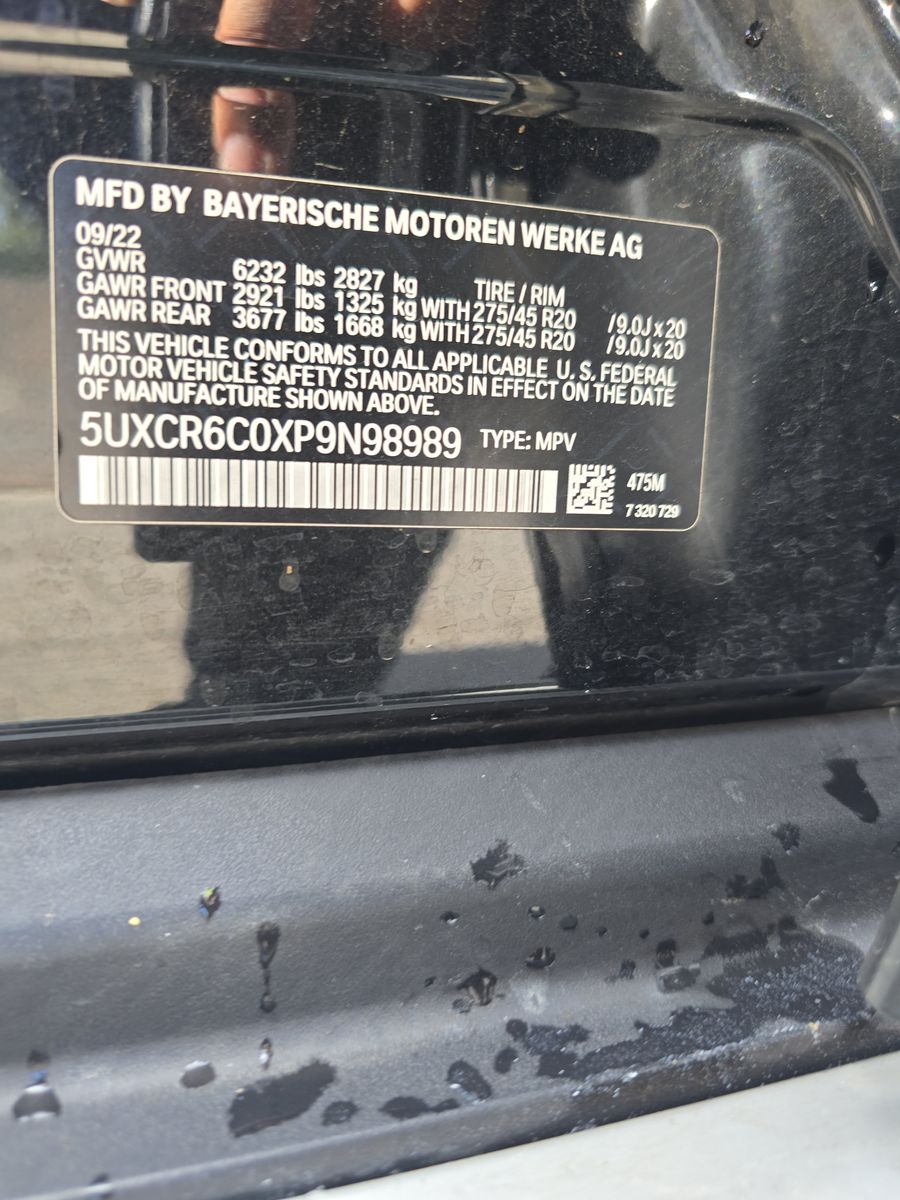 MFD BY BAYERISCHE MOTOREN WERKE AG
09/22
GVWR 6232 lbs 2827 kg TIRE / RIM
GAWR FRONT 2921 lbs 1325 kg WITH 275/45 R20 /9.0J x 20
GAWR REAR 3677 lbs 1668 kg WITH 275/45 R20 /9.0J x 20
THIS VEHICLE CONFORMS TO ALL APPLICABLE U.S. FEDERAL
MOTOR VEHICLE SAFETY STANDARDS IN EFFECT ON THE DATE
OF MANUFACTURE SHOWN ABOVE.
5UXCR6C0XP9N98989 TYPE: MPV
475M
7 320 729